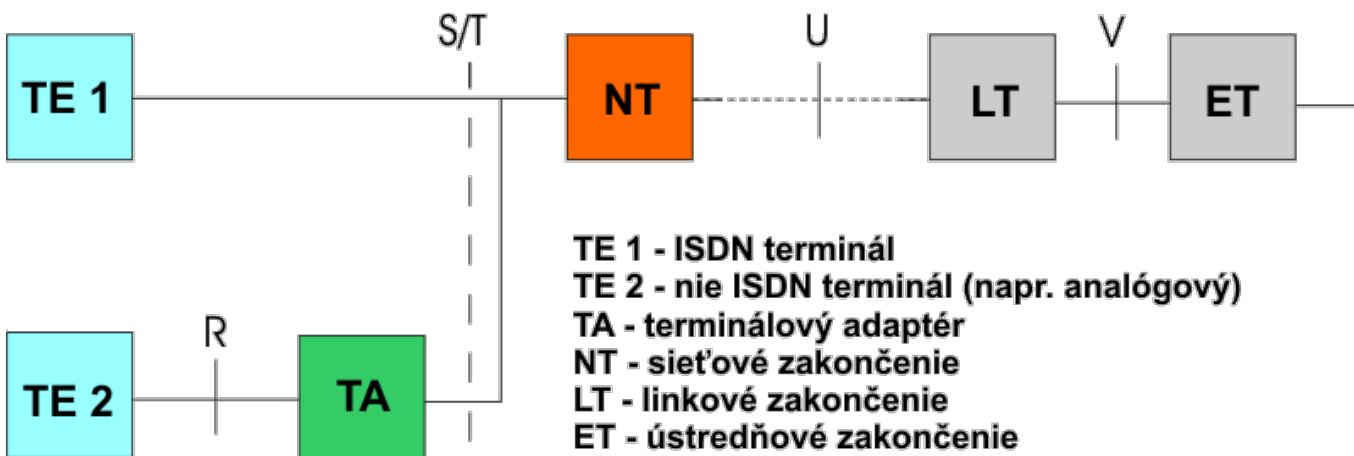 S/T
U
V
TE 1
NT
LT
ET
TE 1 - ISDN terminál
TE 2 - nie ISDN terminál (napr. analógový)
TA - terminálový adaptér
NT - sieťové zakončenie
LT - linkové zakončenie
ET - ústredňové zakončenie
R
TE 2
TA